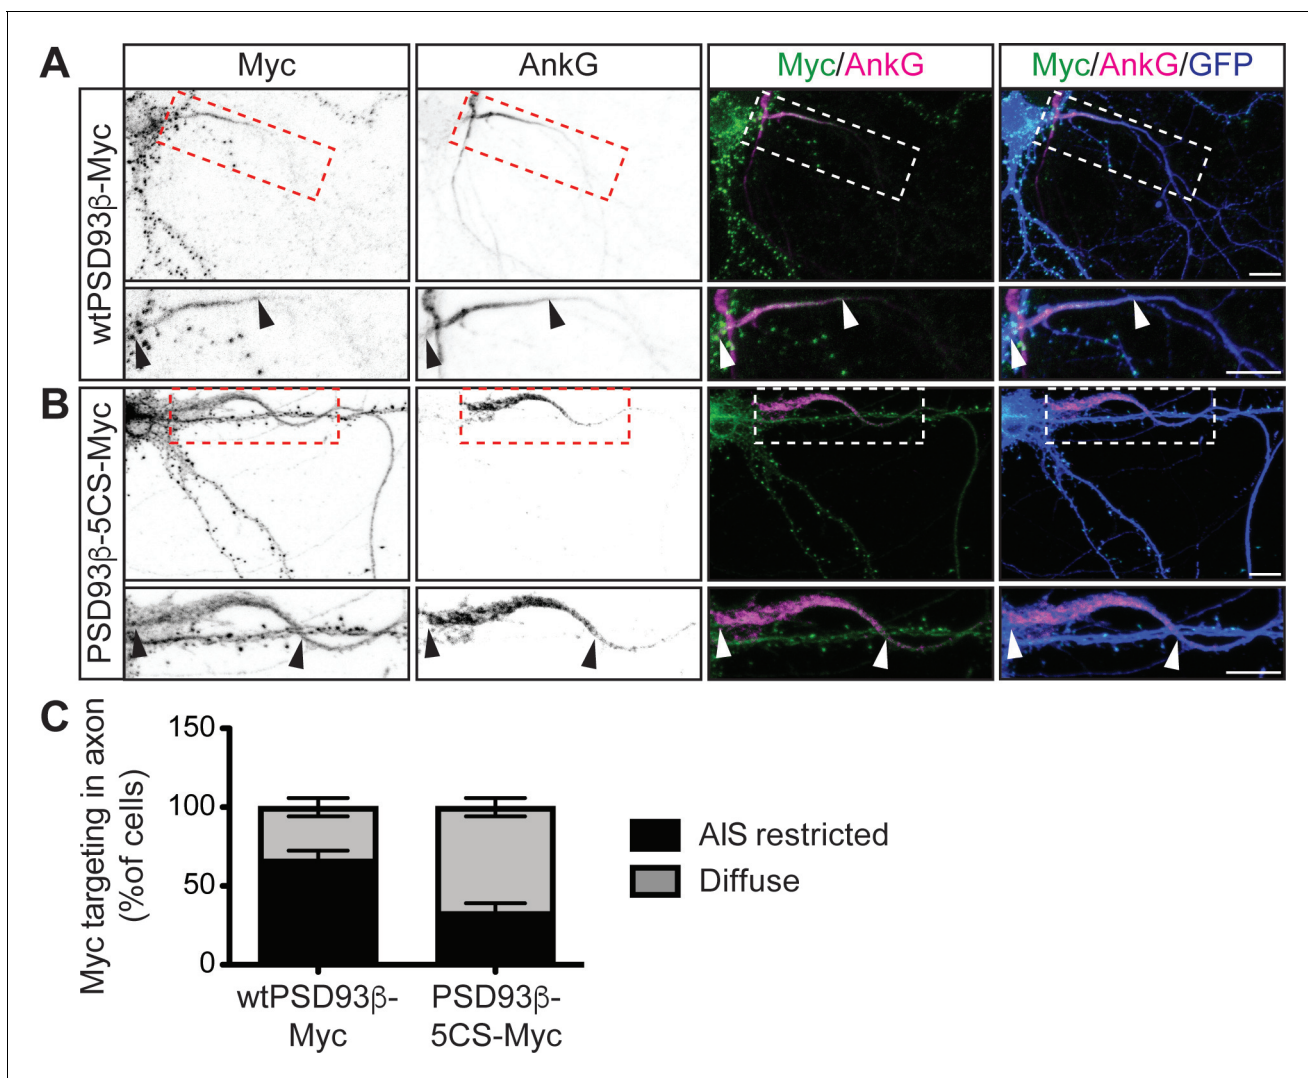 A
Myc
AnkG
Myc/AnkG
Myc/AnkG/GFP
wtPSD93β-Myc
B
PSD93β-5CS-Myc
C
Myc targeting in axon
(%of cells)
150
100
50
0
wtPSD93β-
Myc
PSD93β-
5CS-Myc
AIS restricted
Diffuse